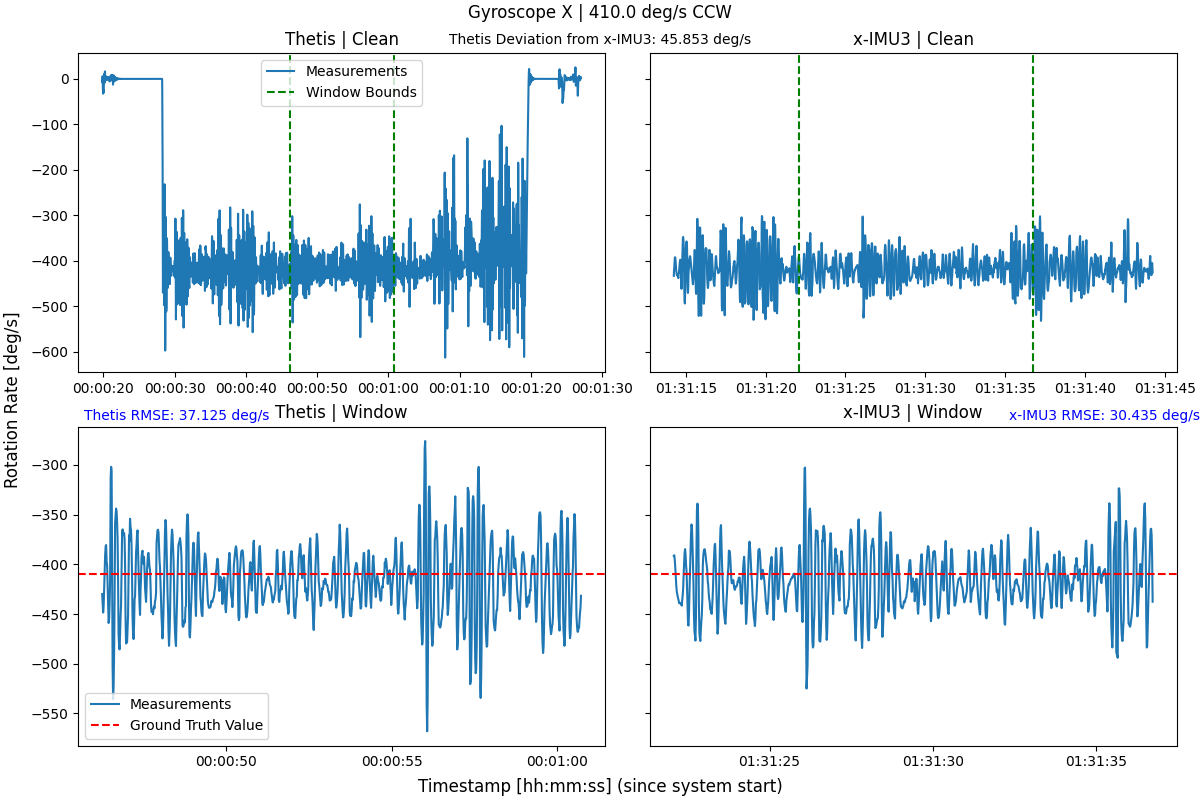 Gyroscope X | 410.0 deg/s CCW
Thetis | Clean
Thetis Deviation from x-IMU3: 45.853 deg/s
x-IMU3 | Clean
Measurements
Window Bounds
0
−100
−200
−300
−400
−500
−600
00:00:20 00:00:30 00:00:40 00:00:50 00:01:00 00:01:10 00:01:20 00:01:30
01:31:15 01:31:20 01:31:25 01:31:30 01:31:35 01:31:40 01:31:45
Rotation Rate [deg/s]
Thetis RMSE: 37.125 deg/s
Thetis | Window
x-IMU3 | Window
x-IMU3 RMSE: 30.435 deg/s
−300
−350
−400
−450
−500
−550
Measurements
Ground Truth Value
00:00:50 00:00:55 00:01:00
01:31:25 01:31:30 01:31:35
Timestamp [hh:mm:ss] (since system start)